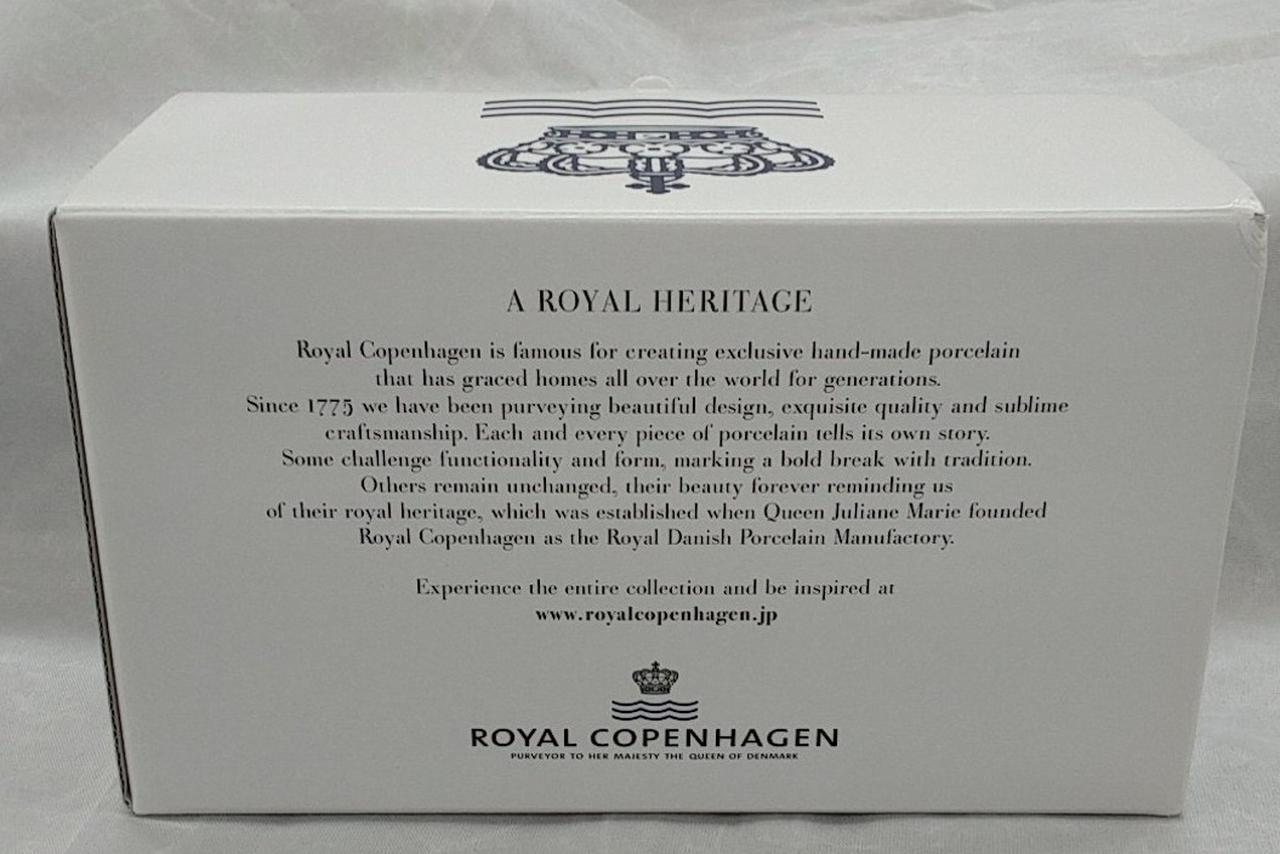 A ROYAL HERITAGE
Royal Copenhagen is famous for creating exclusive hand-made porcelain
that has graced homes all over the world for generations.
Since 1775 we have been purveying beautiful design, exquisite quality and sublime
craftsmanship. Each and every piece of porcelain tells its own story.
Some challenge functionality and form, marking a bold break with tradition.
Others remain unchanged, their beauty forever reminding us
of their royal heritage, which was established when Queen Juliane Marie founded
Royal Copenhagen as the Royal Danish Porcelain Manufactory.
Experience the entire collection and be inspired at
www.royalcopenhagen.jp
ROYAL COPENHAGEN
PURVEYOR TO HER MAJESTY THE QUEEN OF DENMARK